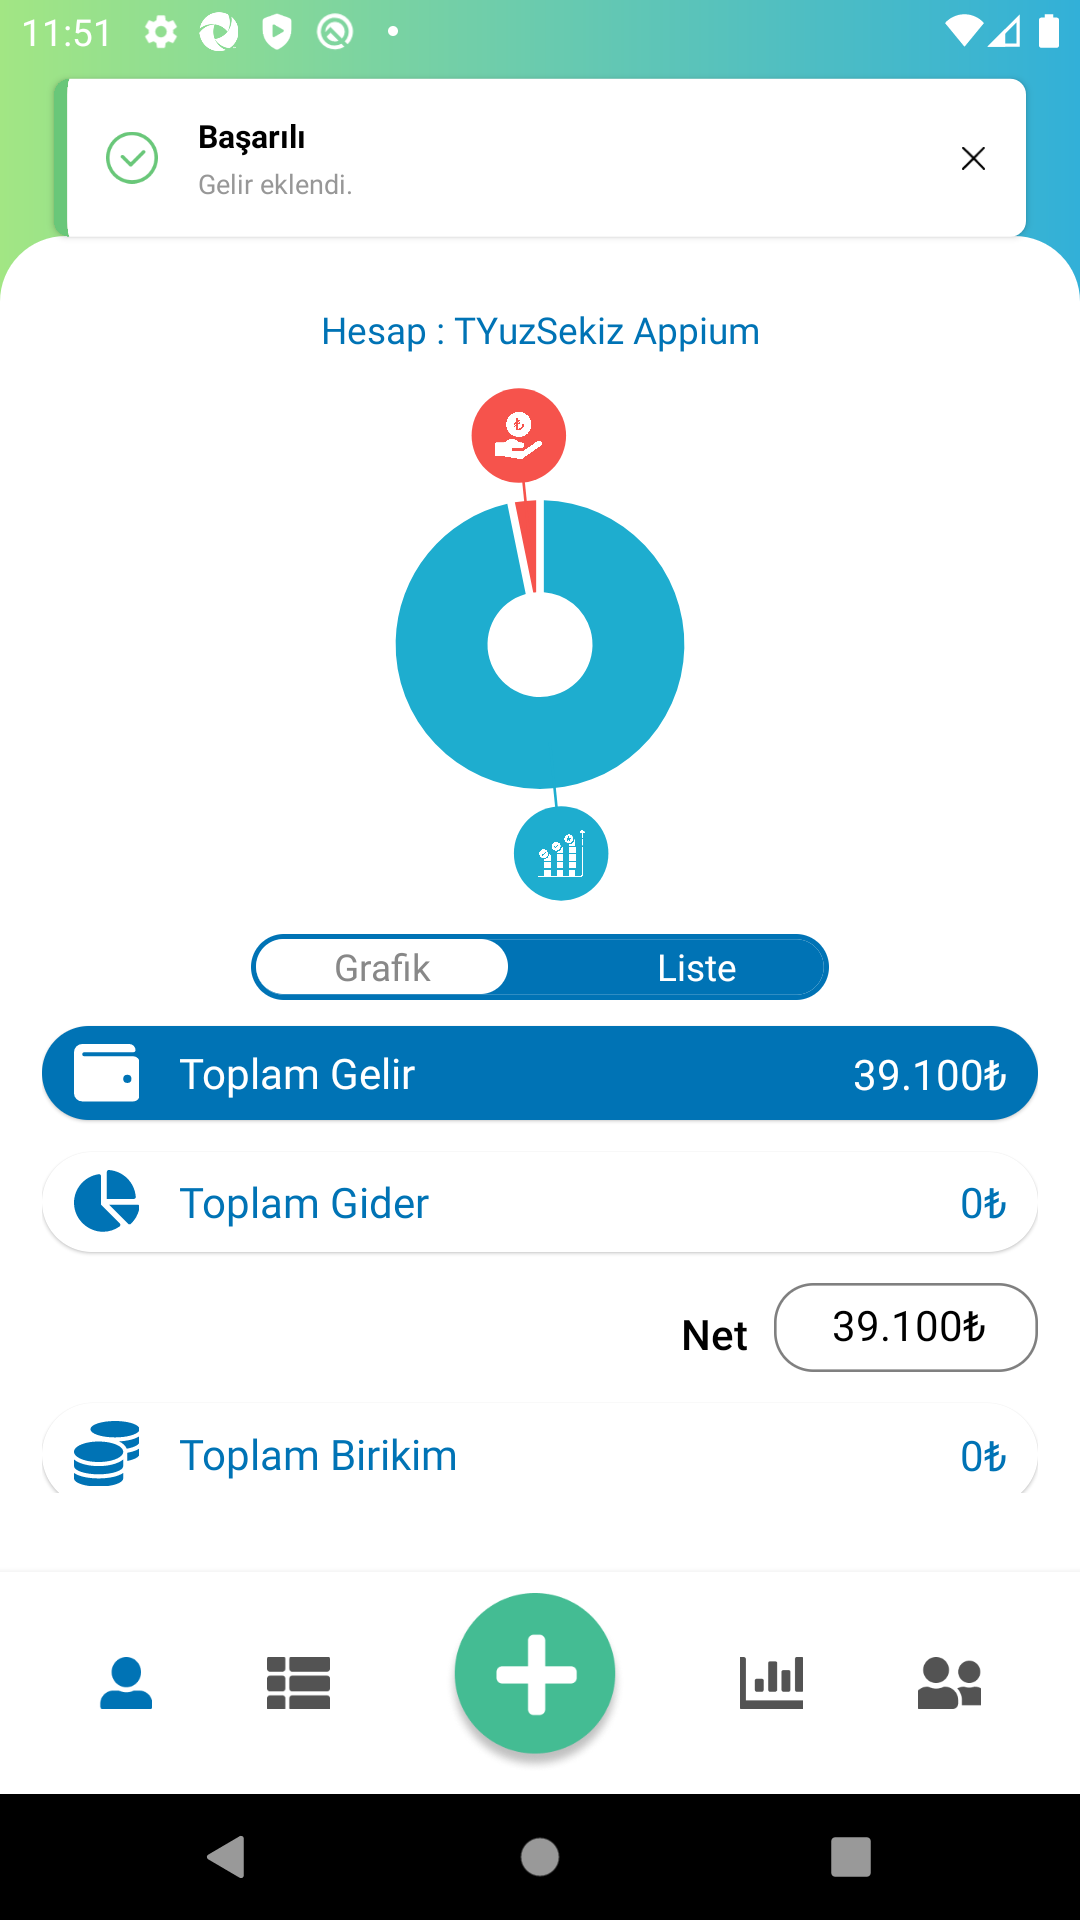 11:51
Başarılı
Gelir eklendi.
Hesap : TYuzSekiz Appium
Grafik
Liste
Toplam Gelir
39.100₺
Toplam Gider
0₺
Net
39.100₺
Toplam Birikim
0₺